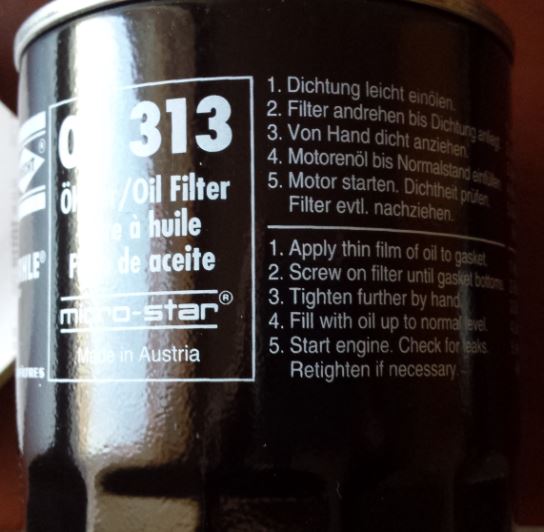 313
/Oil Filter
à huile
de aceite
micro-star®
Made in Austria
1. Dichtung leicht einölen.
2. Filter andrehen bis Dichtung anliegt
3. Von Hand dicht anziehen.
4. Motorenöl bis Normalstand einfüllen
5. Motor starten. Dichtheit prüfen.
Filter evtl. nachziehen.
1. Apply thin film of oil to gasket.
2. Screw on filter until gasket bottoms
3. Tighten further by hand
4. Fill with oil up to normal level.
5. Start engine. Check for leaks.
Retighten if necessary.